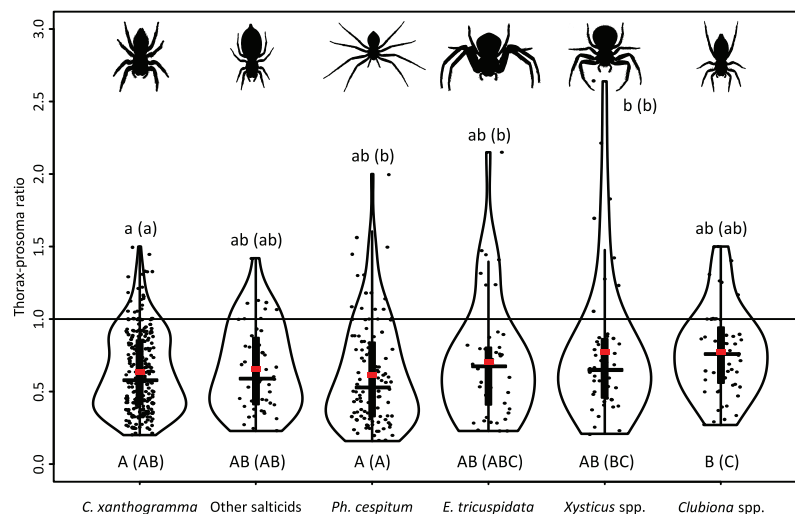 3.0
2.5
b (b)
ab (b)
ab (b)
2.0
a (a)
ab (ab)
ab (ab)
1.5
Thorax-prosoma ratio
1.0
0.5
0.0
A (AB) AB (AB) A (A) AB (ABC) AB (BC) B (C)
C. xanthogramma Other salticids Ph. cespitum E. tricuspidata Xysticus spp. Clubiona spp.